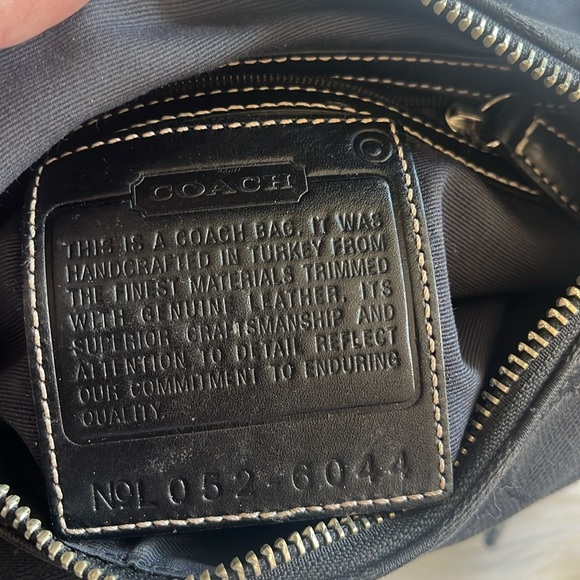 COACH
THIS IS A COACH BAG. IT WAS
HANDCRAFTED IN TURKEY FROM
THE FINEST MATERIALS TRIMMED
WITH GENUINE LEATHER. ITS
SUPERIOR CRAFTSMANSHIP AND
ATTENTION TO DETAIL REFLECT
OUR COMMITMENT TO ENDURING
QUALITY.
NO L052-6044